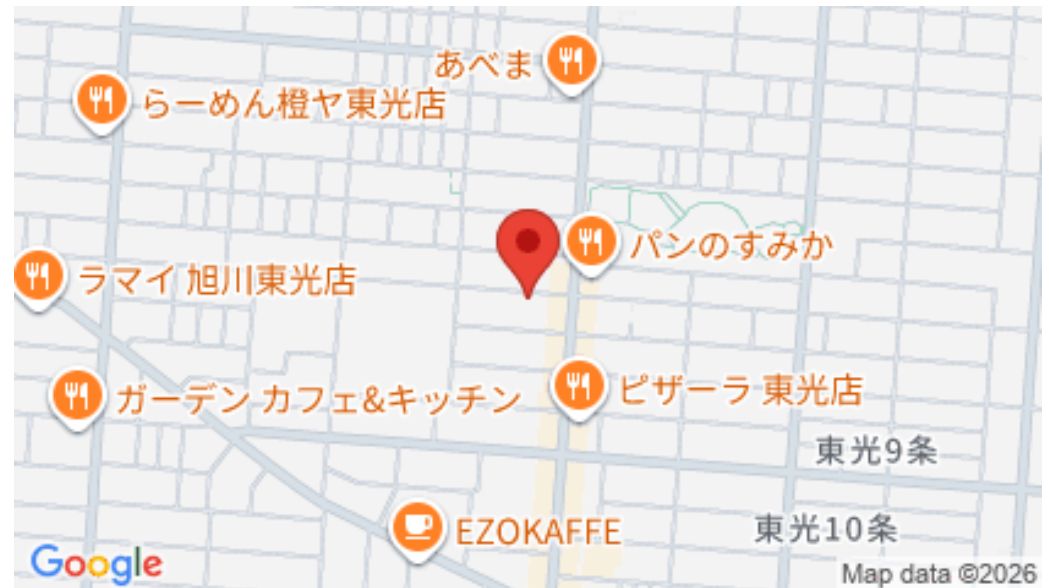 あべま
らーめん橙ヤ東光店
パンのすみか
ラマイ 旭川東光店
ガーデン カフェ&キッチン
ピザーラ 東光店
東光9条
EZOKAFFE
東光10条
Google
Map data ©2026